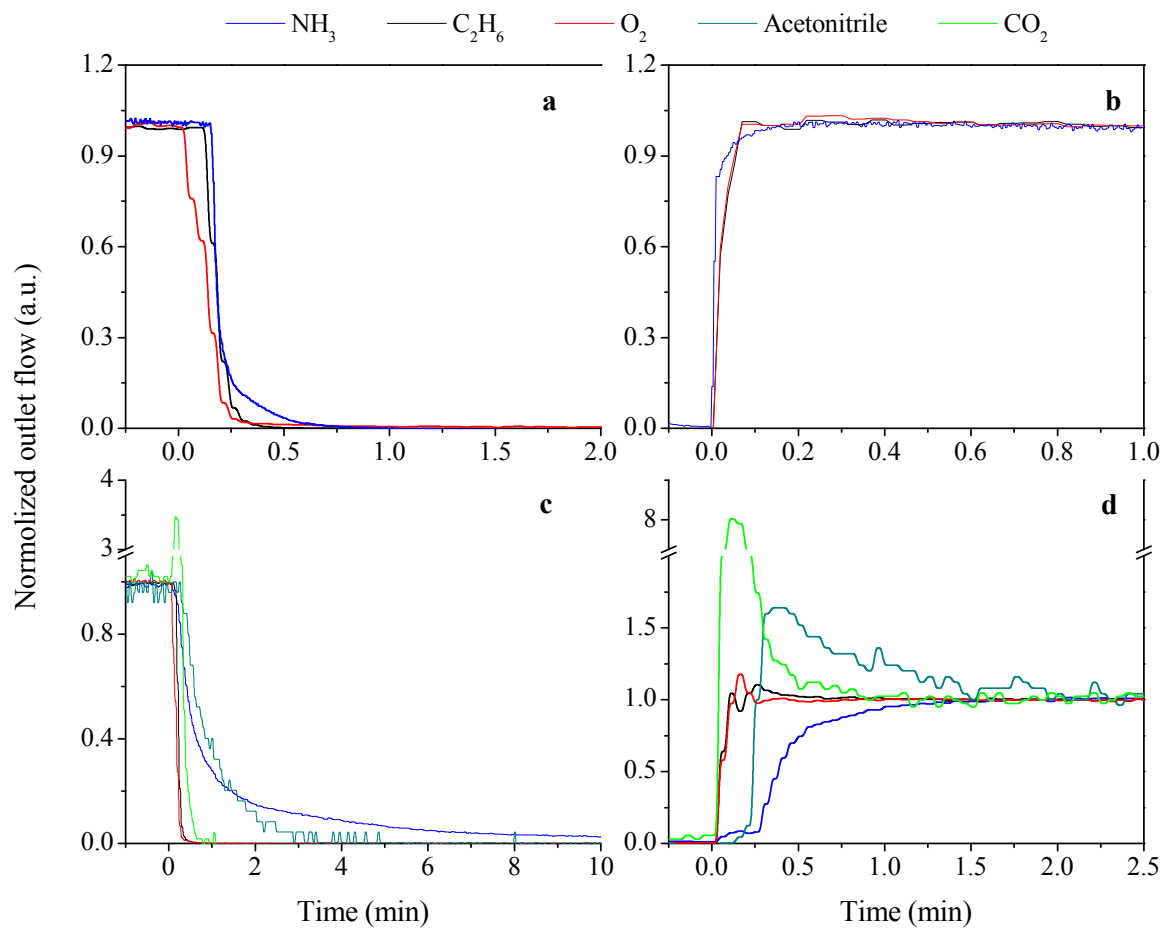 NH₃ C₂H₆ O₂ Acetonitrile CO₂
Normolized outlet flow (a.u.)
a
1.2
0.9
0.6
0.3
0.0
0.0 0.5 1.0 1.5 2.0
b
1.2
0.9
0.6
0.3
0.0
0.0 0.2 0.4 0.6 0.8 1.0
c
4
3
0.8
0.4
0.0
0 2 4 6 8 10
Time (min)
d
8
1.5
1.0
0.5
0.0
0.0 0.5 1.0 1.5 2.0 2.5
Time (min)